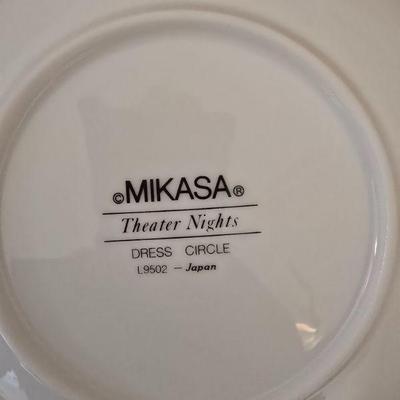 ©MIKASA®
Theater Nights
DRESS CIRCLE
L9502 – Japan